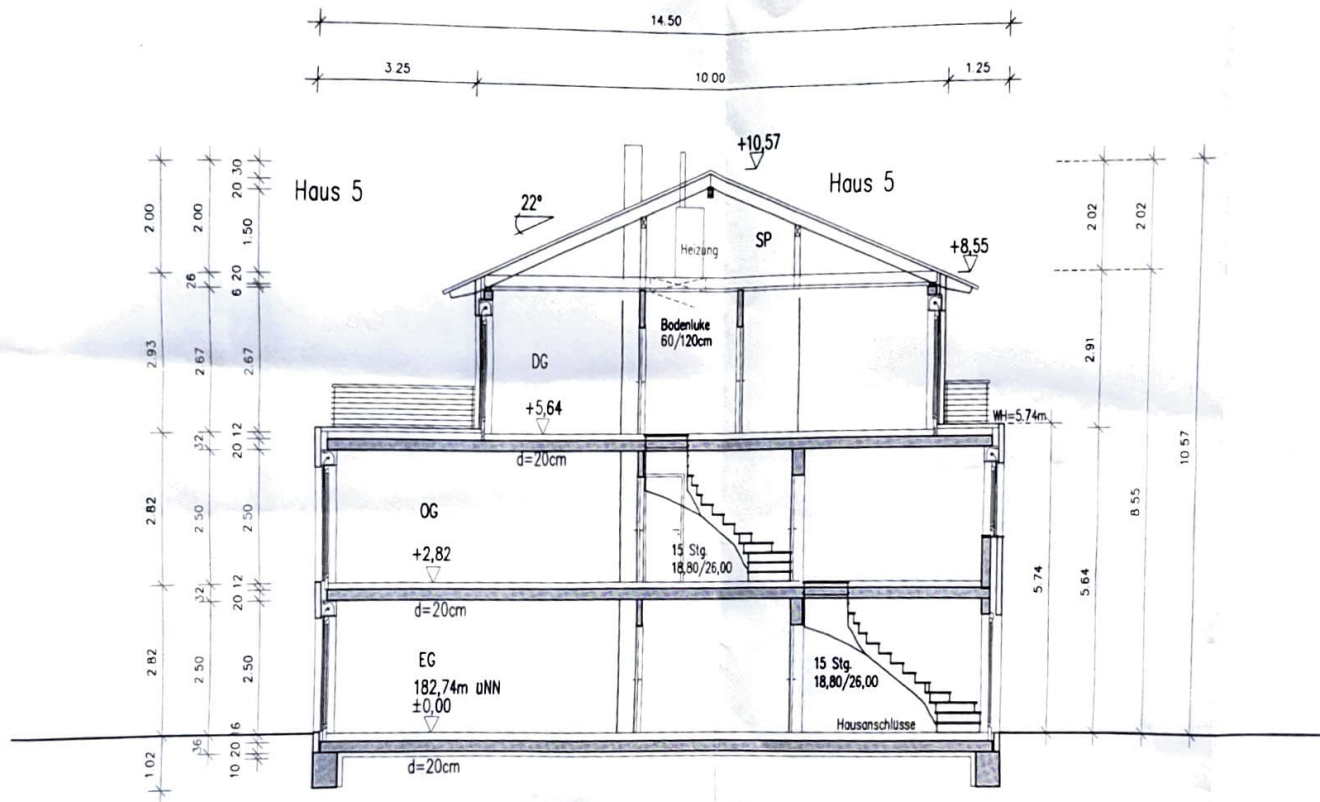 14.50
3.25
10 00
1.25
+10,57
Haus 5
Haus 5
22°
Heizung
SP
+8,55
Bodenluke
60/120cm
DG
+5,64
WH=5.74m
d=20cm
OG
+2,82
15 Stg.
18,80/26,00
d=20cm
EG
182,74m üNN
±0,00
15 Stg.
18,80/26,00
Hausanschlüsse
d=20cm
2 00
2.93
2.82
2 82
1 02
2 00
26
2.67
32
2 50
32
2.50
36
20 30
1.50
6 20
2.67
20 12
2 50
20 12
2.50
10 20 16
5 74
2 02
2.91
5.64
2 02
8.55
10 57